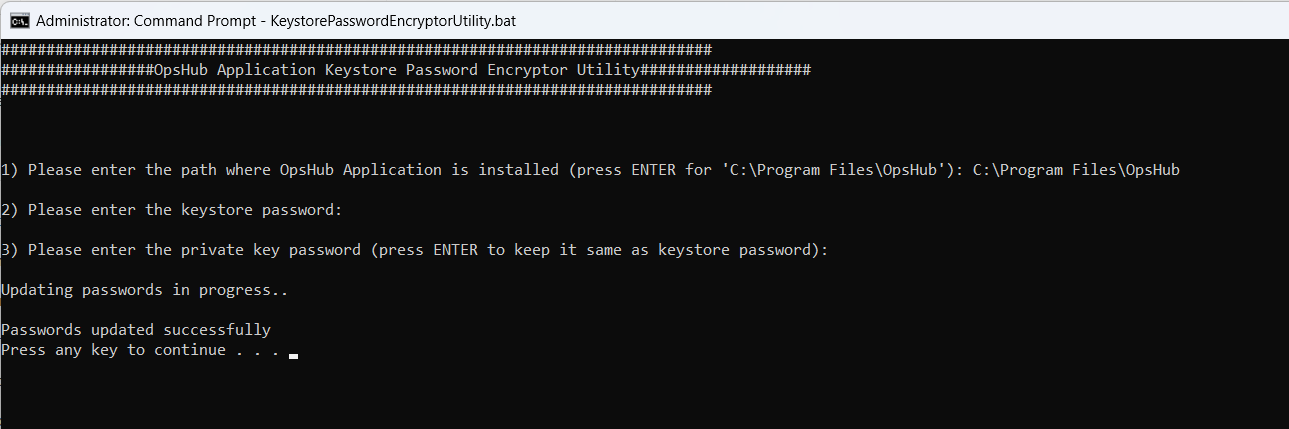 Administrator: Command Prompt - KeystorePasswordEncryptorUtility.bat
###############################################################################
#################OpsHub Application Keystore Password Encryptor Utility###################
###############################################################################
1) Please enter the path where OpsHub Application is installed (press ENTER for 'C:\Program Files\OpsHub'): C:\Program Files\OpsHub
2) Please enter the keystore password:
3) Please enter the private key password (press ENTER to keep it same as keystore password):
Updating passwords in progress..
Passwords updated successfully
Press any key to continue . . .